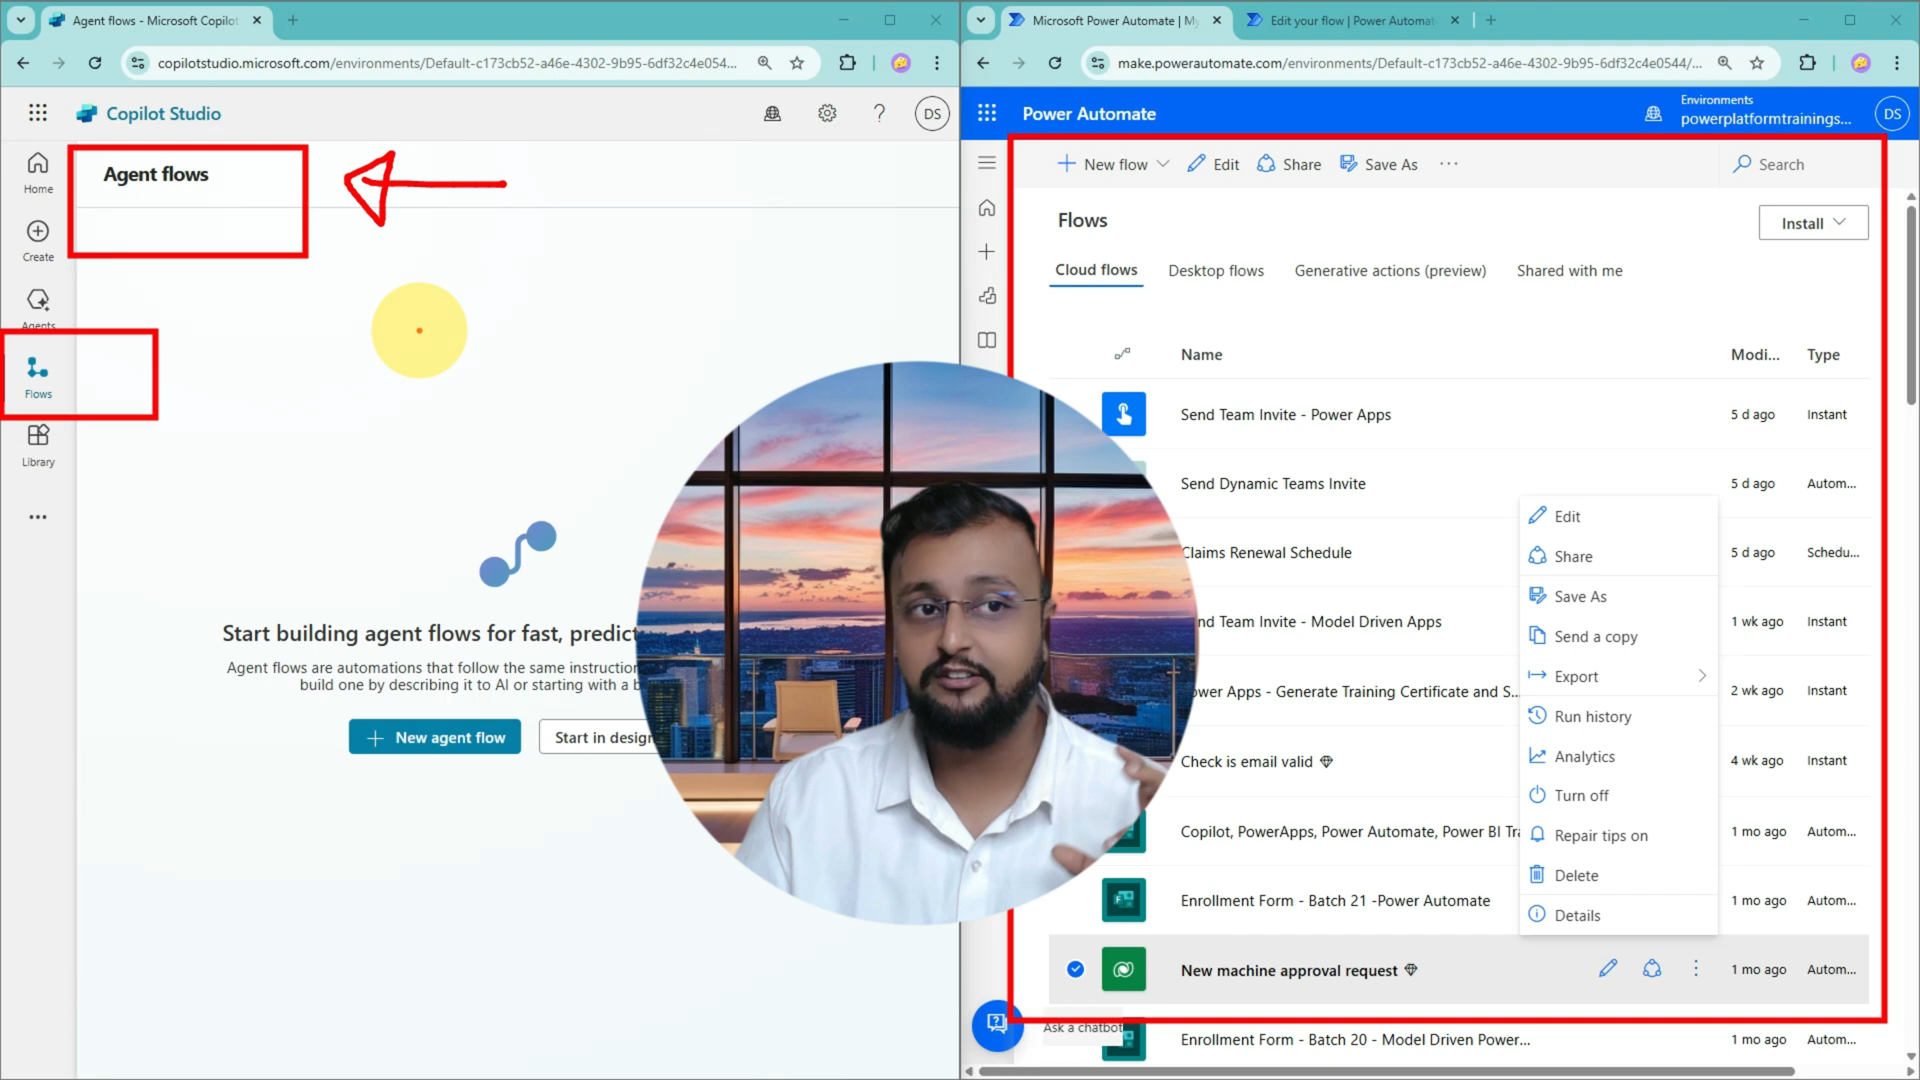 Agent flows - Microsoft Copilot
copilotstudio.microsoft.com/environments/Default-c173cb52-a46e-4302-9b95-6df32c4e054...
Copilot Studio
DS
Home
Create
Agents
Flows
Library
Agent flows
Start building agent flows for fast, predict
Agent flows are automations that follow the same instruction
build one by describing it to AI or starting with a b
New agent flow
Start in design
Microsoft Power Automate | My
Edit your flow | Power Automat
make.powerautomate.com/environments/Default-c173cb52-a46e-4302-9b95-6df32c4e0544/...
Power Automate
Environments
powerplatformtrainings...
DS
New flow
Edit
Share
Save As
Search
Flows
Install
Cloud flows
Desktop flows
Generative actions (preview)
Shared with me
Name
Modi...
Type
Send Team Invite - Power Apps
5 d ago
Instant
Send Dynamic Teams Invite
5 d ago
Autom...
Claims Renewal Schedule
5 d ago
Schedu...
nd Team Invite - Model Driven Apps
1 wk ago
Instant
ower Apps - Generate Training Certificate and S...
2 wk ago
Instant
Check is email valid
4 wk ago
Instant
Copilot, PowerApps, Power Automate, Power BI Tra
1 mo ago
Autom...
Enrollment Form - Batch 21 -Power Automate
1 mo ago
Autom...
New machine approval request
1 mo ago
Autom...
Enrollment Form - Batch 20 - Model Driven Power...
1 mo ago
Autom...
Edit
Share
Save As
Send a copy
Export
Run history
Analytics
Turn off
Repair tips on
Delete
Details
Ask a chatbot